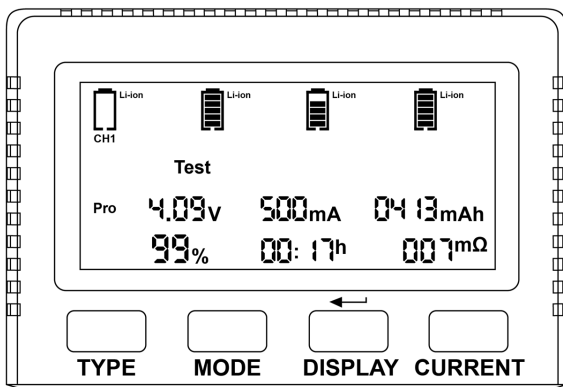 Li-ion Li-ion Li-ion Li-ion
CH1
Test
Pro 4.09V 500mA 0413mAh
99% 00:17h 007mΩ
TYPE MODE DISPLAY CURRENT